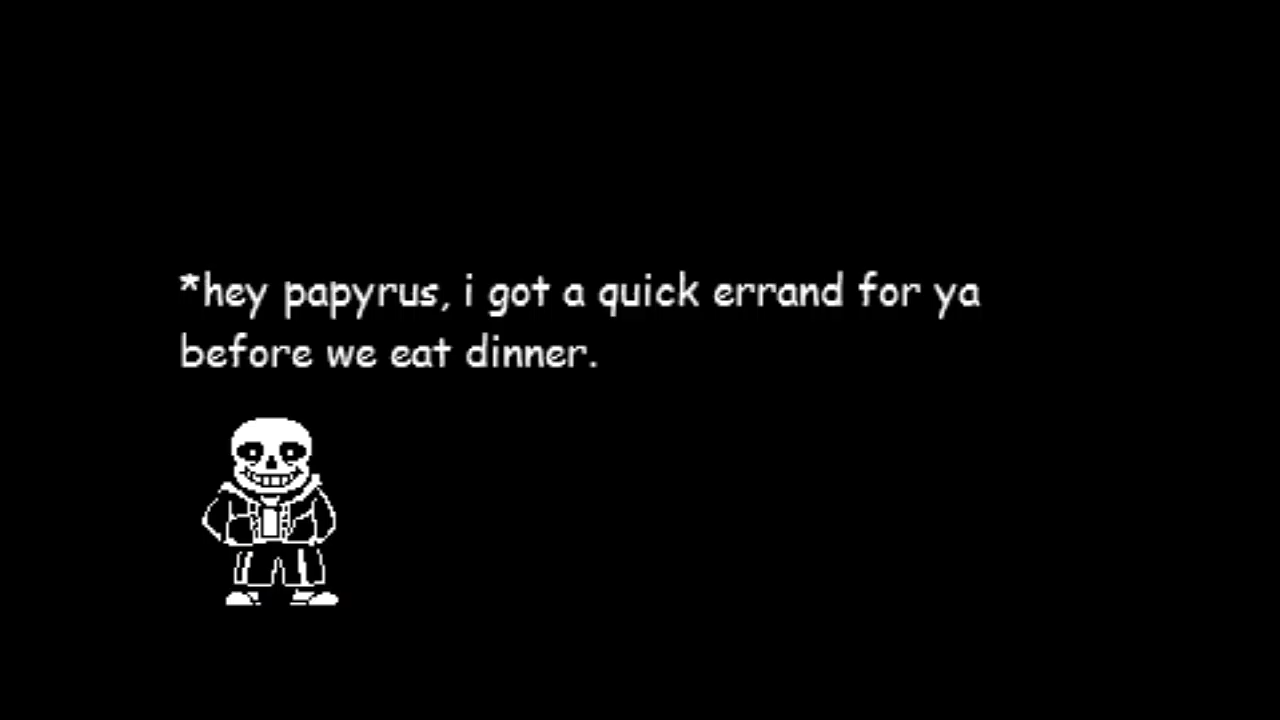 *hey papyrus, i got a quick errand for ya
before we eat dinner.